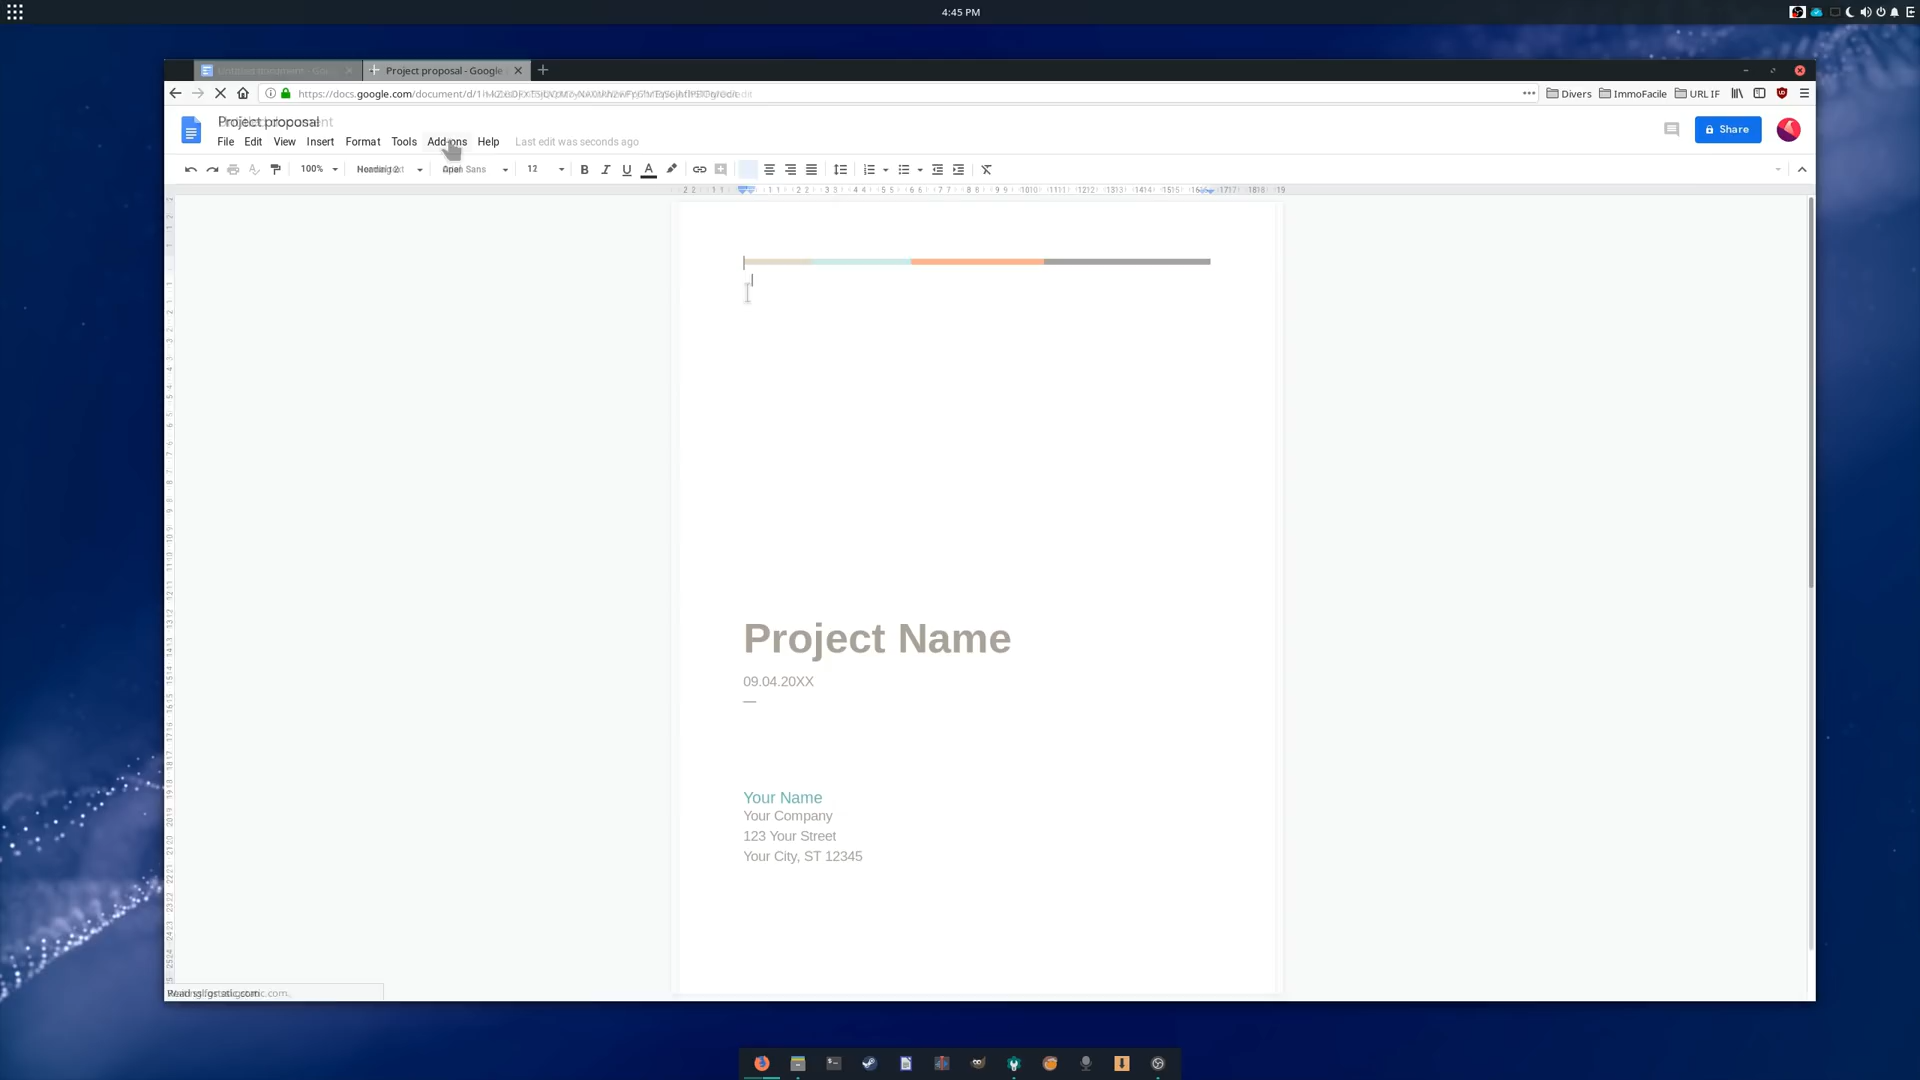 4:45 PM
Project proposal - Google
https://docs.google.com/document/d/1
Divers
ImmoFacile
URL IF
Project proposal
File Edit View Insert Format Tools Add-ons Help Last edit was seconds ago
Share
100%
12
Project Name
09.04.20XX
—
Your Name
Your Company
123 Your Street
Your City, ST 12345